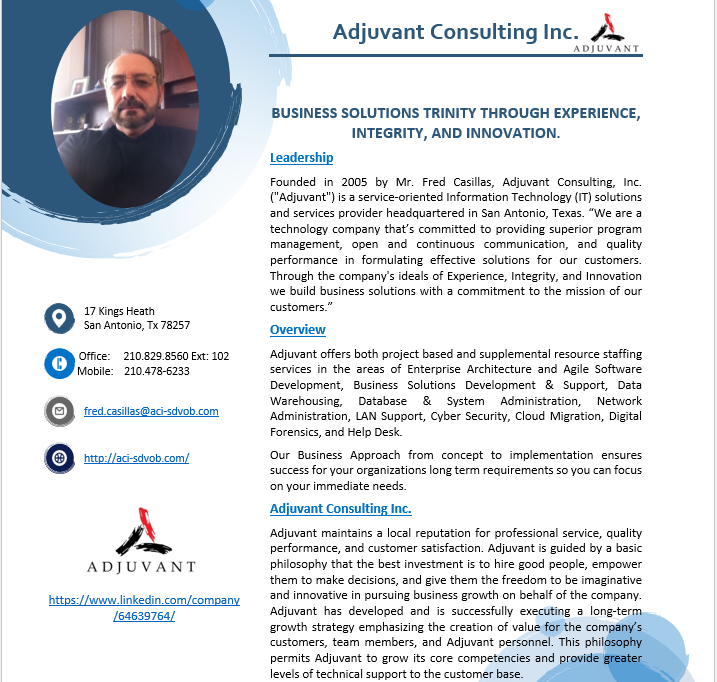 Adjuvant Consulting Inc.
ADJUVANT
BUSINESS SOLUTIONS TRINITY THROUGH EXPERIENCE,
INTEGRITY, AND INNOVATION.
Leadership
Founded in 2005 by Mr. Fred Casillas, Adjuvant Consulting, Inc.
("Adjuvant") is a service-oriented Information Technology (IT) solutions
and services provider headquartered in San Antonio, Texas. “We are a
technology company that’s committed to providing superior program
management, open and continuous communication, and quality
performance in formulating effective solutions for our customers.
Through the company's ideals of Experience, Integrity, and Innovation
we build business solutions with a commitment to the mission of our
customers.”
Overview
Adjuvant offers both project based and supplemental resource staffing
services in the areas of Enterprise Architecture and Agile Software
Development, Business Solutions Development & Support, Data
Warehousing, Database & System Administration, Network
Administration, LAN Support, Cyber Security, Cloud Migration, Digital
Forensics, and Help Desk.
Our Business Approach from concept to implementation ensures
success for your organizations long term requirements so you can focus
on your immediate needs.
Adjuvant Consulting Inc.
Adjuvant maintains a local reputation for professional service, quality
performance, and customer satisfaction. Adjuvant is guided by a basic
philosophy that the best investment is to hire good people, empower
them to make decisions, and give them the freedom to be imaginative
and innovative in pursuing business growth on behalf of the company.
Adjuvant has developed and is successfully executing a long-term
growth strategy emphasizing the creation of value for the company’s
customers, team members, and Adjuvant personnel. This philosophy
permits Adjuvant to grow its core competencies and provide greater
levels of technical support to the customer base.
17 Kings Heath
San Antonio, Tx 78257
Office: 210.829.8560 Ext: 102
Mobile: 210.478-6233
fred.casillas@aci-sdvob.com
http://aci-sdvob.com/
ADJUVANT
https://www.linkedin.com/company
/64639764/